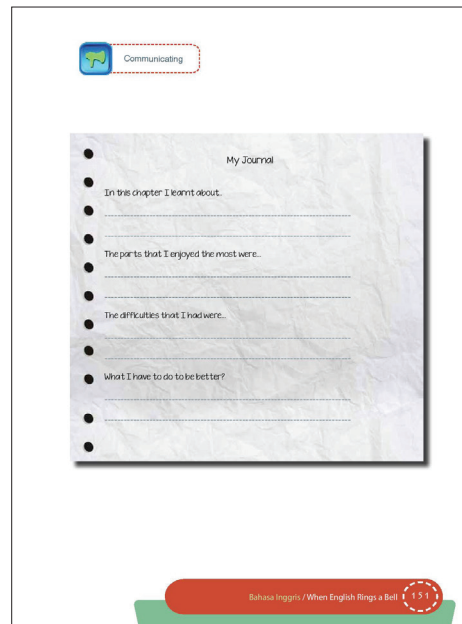 Communicating
My Journal
In this chapter I learnt about...
The parts that I enjoyed the most were...
The difficulties that I had were...
What I have to do to be better?
Bahasa Inggris / When English Rings a Bell 151